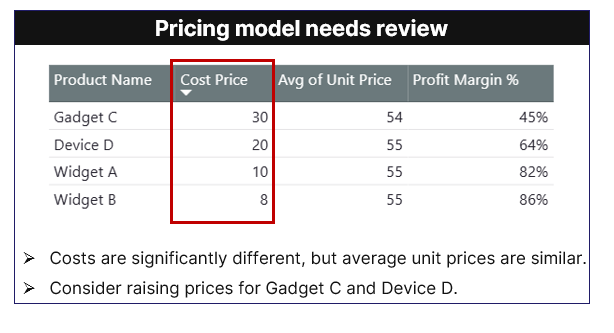 Pricing model needs review
Product Name Cost Price Avg of Unit Price Profit Margin %
Gadget C 30 54 45%
Device D 20 55 64%
Widget A 10 55 82%
Widget B 8 55 86%
➢ Costs are significantly different, but average unit prices are similar.
➢ Consider raising prices for Gadget C and Device D.